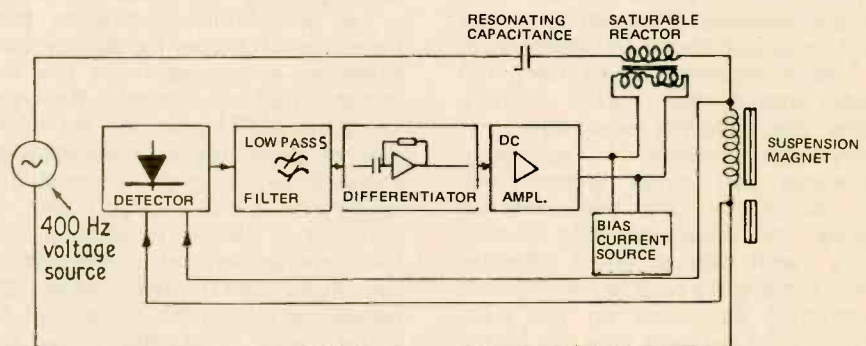 RESONATING
CAPACITANCE
SATURABLE
REACTOR
LOW PASS
DC
SUSPENSION
MAGNET
DETECTOR
FILTER
DIFFERENTIATOR
AMPL.
400 Hz
voltage
source
BIAS
CURRENT
SOURCE